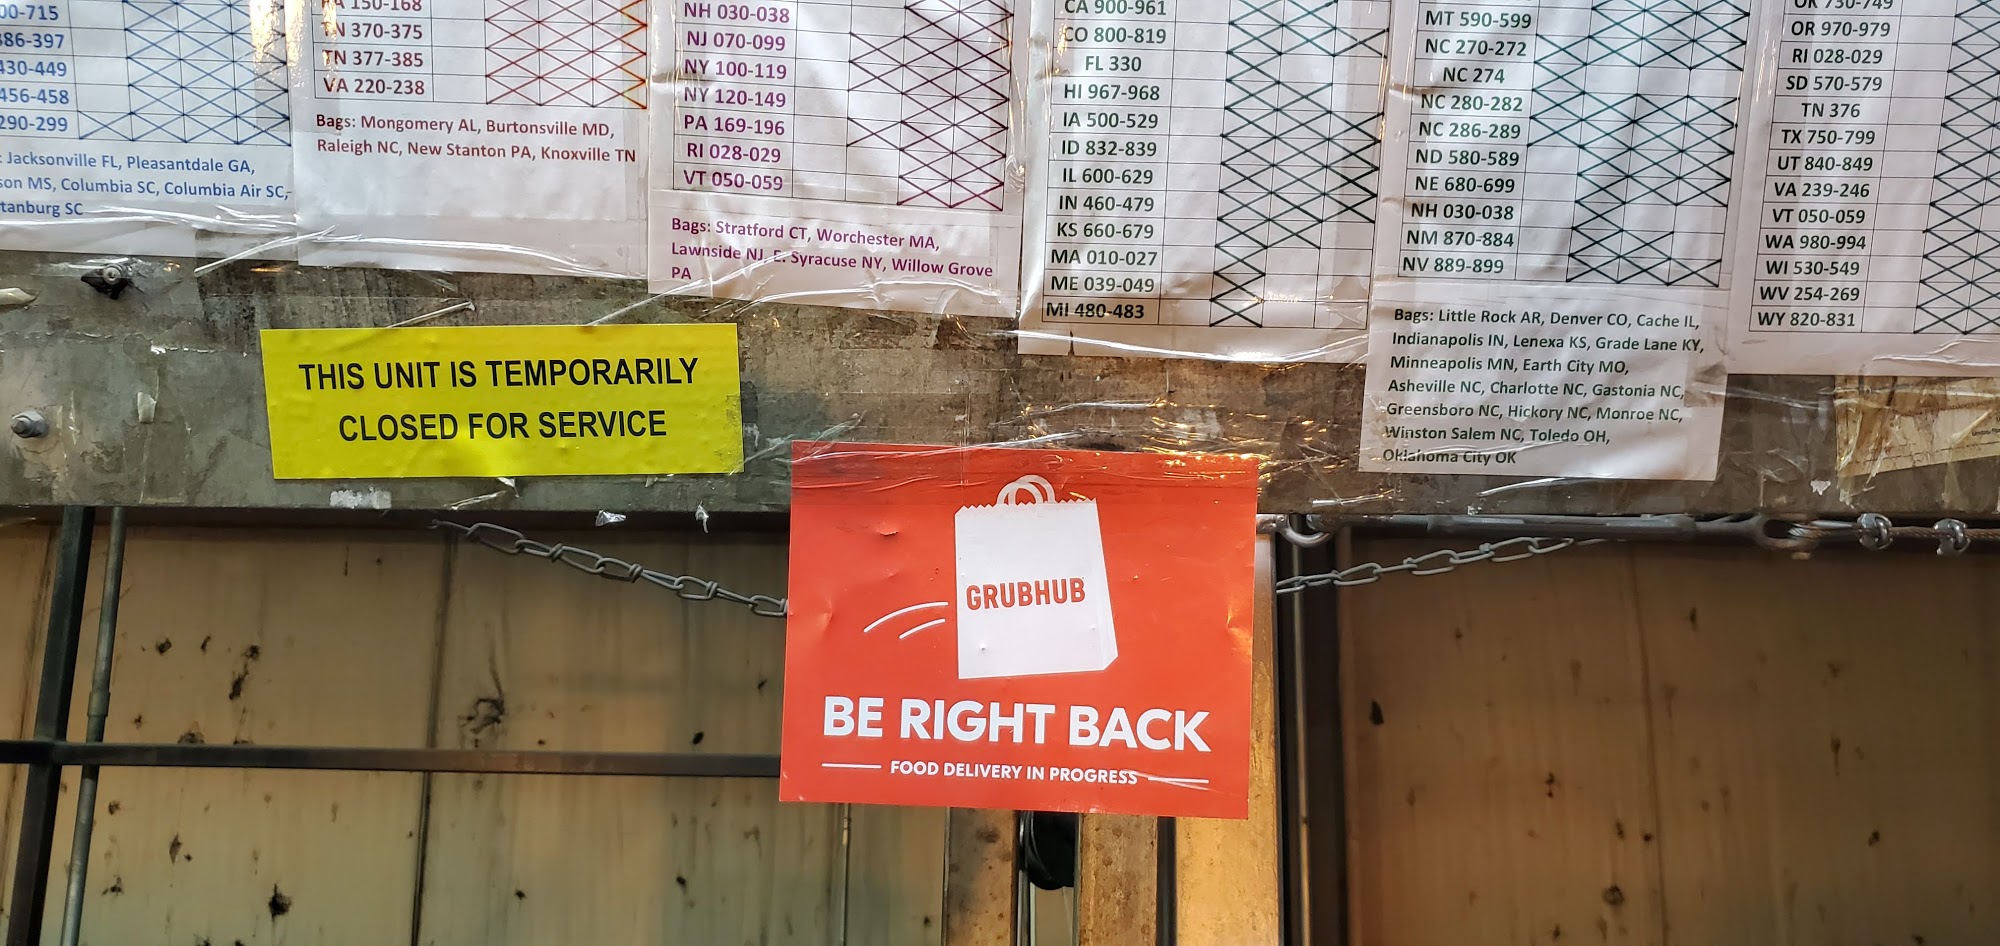 00-715
386-397
430-449
456-458
290-299
: Jacksonville FL, Pleasantdale GA,
son MS, Columbia SC, Columbia Air SC,
tanburg SC
PA 150-168
TN 370-375
TN 377-385
VA 220-238
Bags: Mongomery AL, Burtonsville MD,
Raleigh NC, New Stanton PA, Knoxville TN
NH 030-038
NJ 070-099
NY 100-119
NY 120-149
PA 169-196
RI 028-029
VT 050-059
Bags: Stratford CT, Worchester MA,
Lawnside NJ, E. Syracuse NY, Willow Grove
PA
CA 900-961
CO 800-819
FL 330
HI 967-968
IA 500-529
ID 832-839
IL 600-629
IN 460-479
KS 660-679
MA 010-027
ME 039-049
MI 480-483
MT 590-599
NC 270-272
NC 274
NC 280-282
NC 286-289
ND 580-589
NE 680-699
NH 030-038
NM 870-884
NV 889-899
Bags: Little Rock AR, Denver CO, Cache IL,
Indianapolis IN, Lenexa KS, Grade Lane KY,
Minneapolis MN, Earth City MO,
Asheville NC, Charlotte NC, Gastonia NC,
Greensboro NC, Hickory NC, Monroe NC,
Winston Salem NC, Toledo OH,
Oklahoma City OK
OK 730-749
OR 970-979
RI 028-029
SD 570-579
TN 376
TX 750-799
UT 840-849
VA 239-246
VT 050-059
WA 980-994
WI 530-549
WV 254-269
WY 820-831
THIS UNIT IS TEMPORARILY
CLOSED FOR SERVICE
GRUBHUB
BE RIGHT BACK
FOOD DELIVERY IN PROGRESS